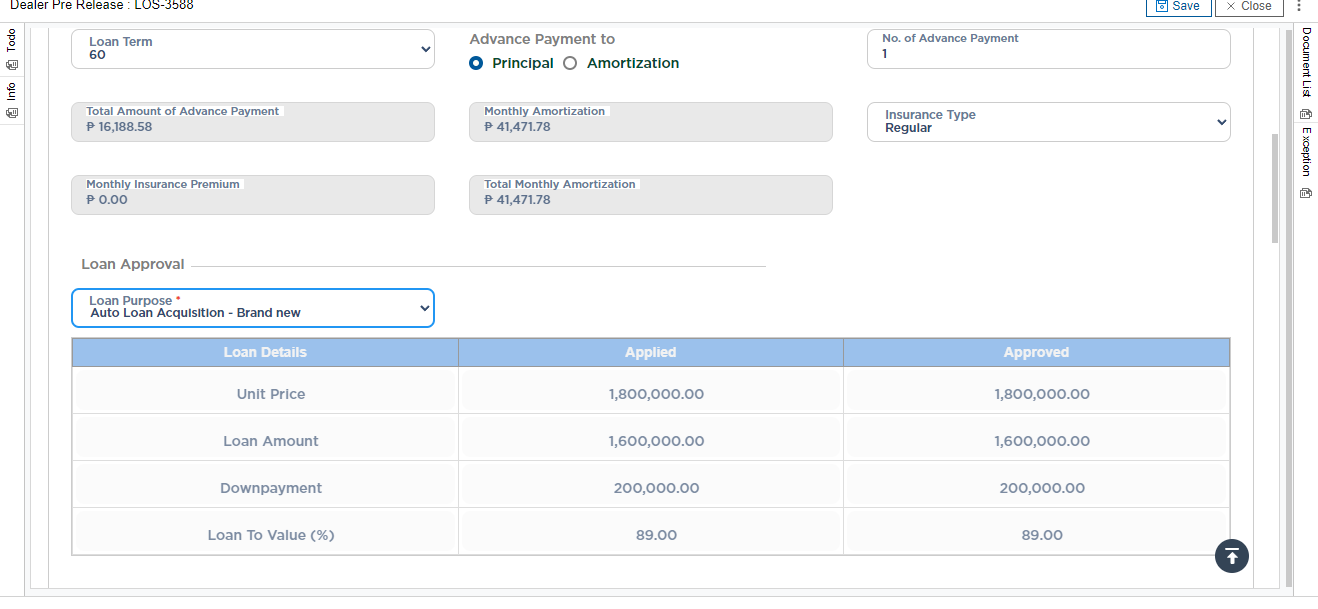 Dealer Pre Release : LOS-3588
Save
Close
Todo
Info
Document List
Exception
Loan Term
60
Advance Payment to
Principal
Amortization
No. of Advance Payment
1
Total Amount of Advance Payment
₱ 16,188.58
Monthly Amortization
₱ 41,471.78
Insurance Type
Regular
Monthly Insurance Premium
₱ 0.00
Total Monthly Amortization
₱ 41,471.78
Loan Approval
Loan Purpose *
Auto Loan Acquisition - Brand new
Loan Details Applied Approved
Unit Price 1,800,000.00 1,800,000.00
Loan Amount 1,600,000.00 1,600,000.00
Downpayment 200,000.00 200,000.00
Loan To Value (%) 89.00 89.00